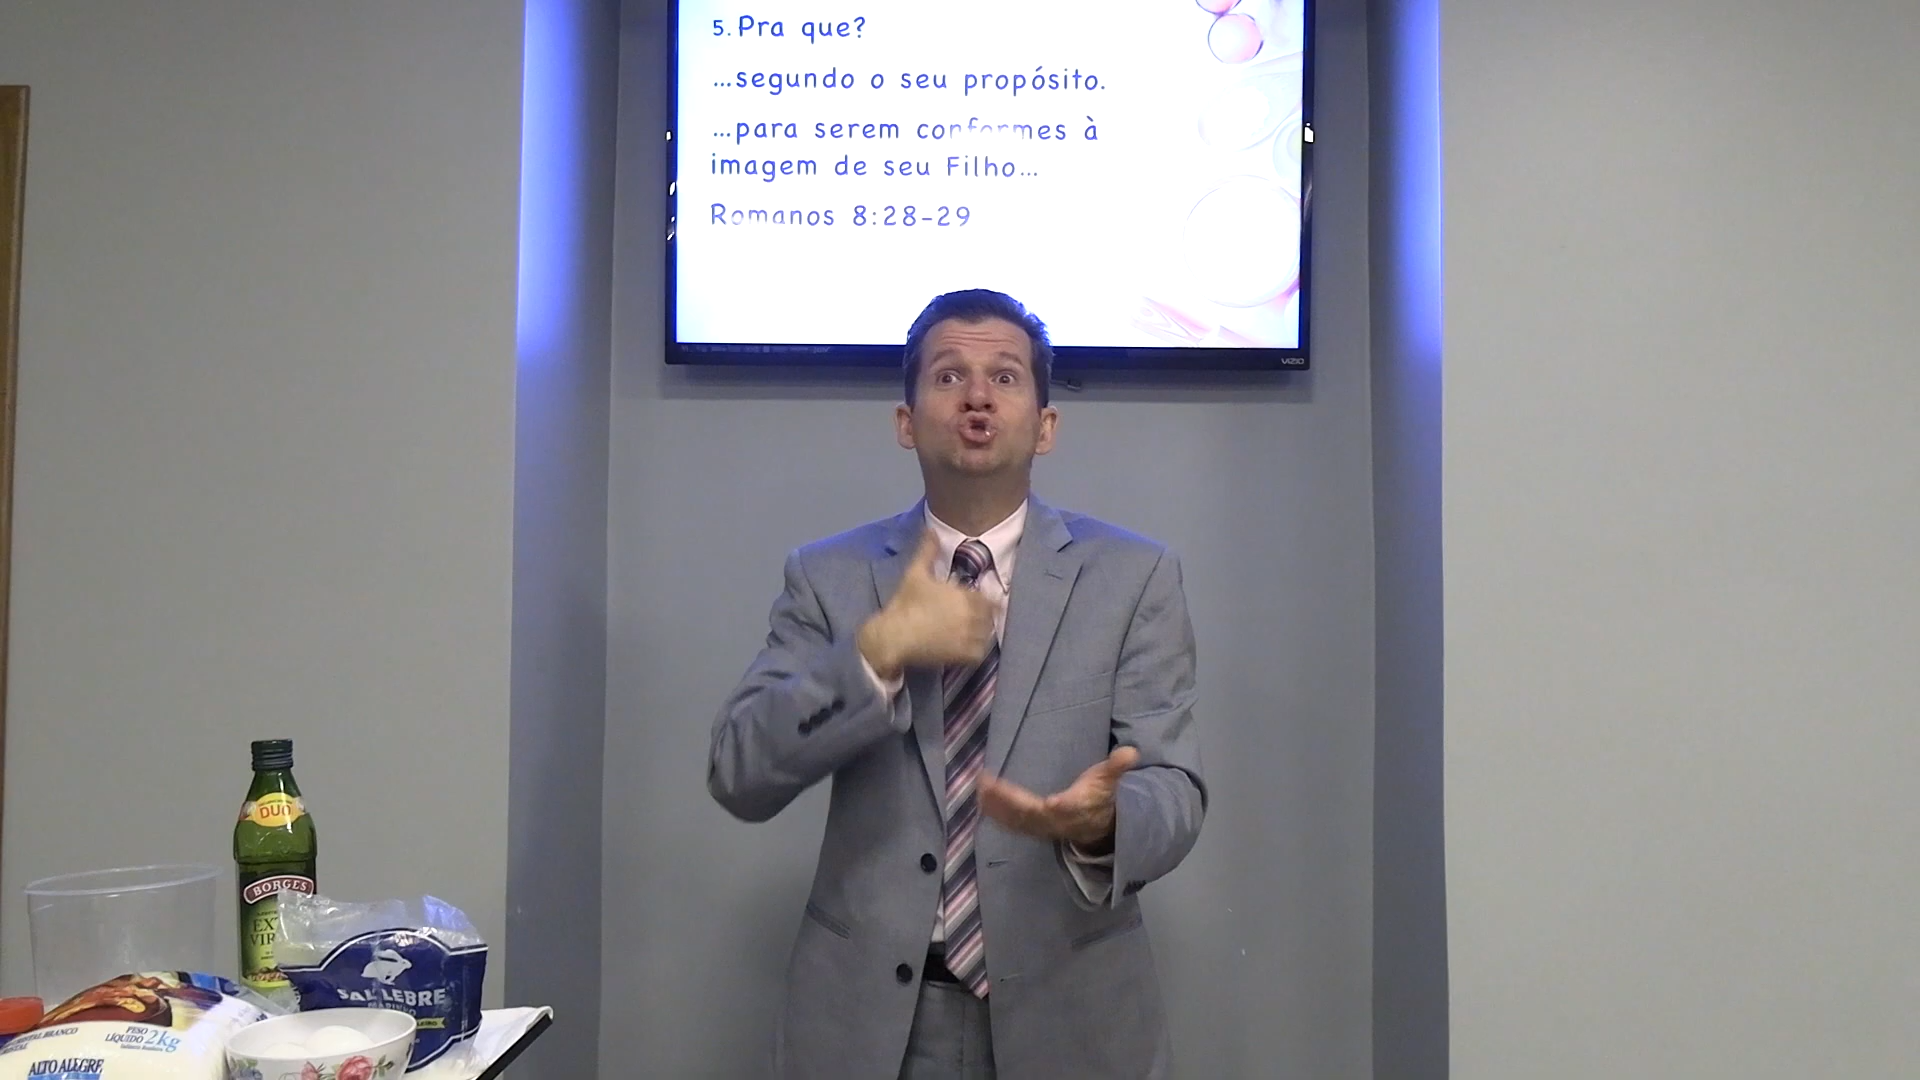 5. Pra que?
...segundo o seu propósito.
...para serem conformes à
imagem de seu Filho...
Romanos 8:28-29
VIZIO
DUO
BORGES
SAL LEBRE
MARINHO
PESO
LÍQUIDO 2kg
ALTO ALEGRE